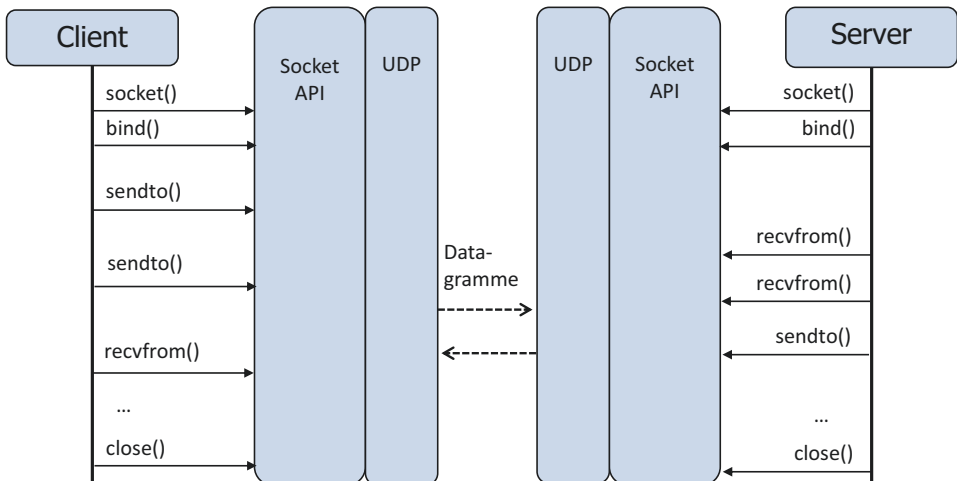 Client
Server
Socket
API
UDP
UDP
Socket
API
socket()
bind()
sendto()
sendto()
recvfrom()
...
close()
Data-
gramme
socket()
bind()
recvfrom()
recvfrom()
sendto()
...
close()